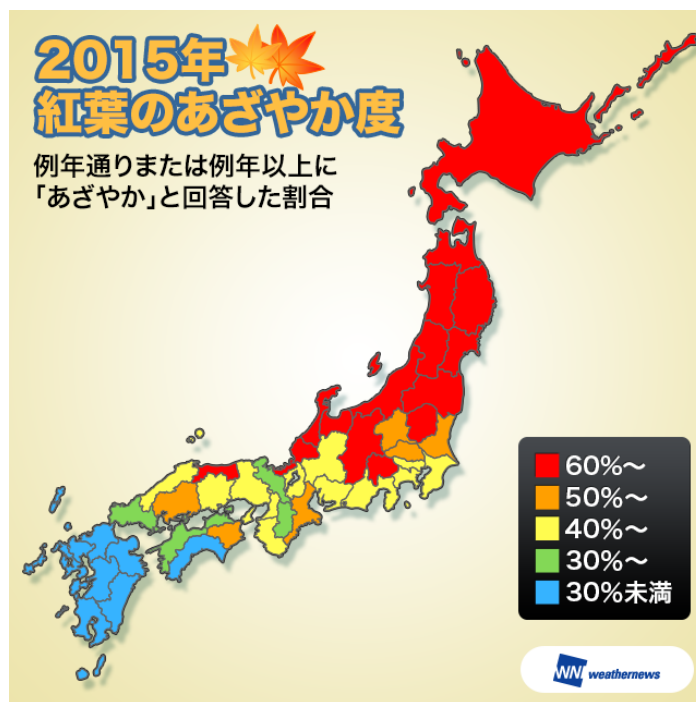 2015年
紅葉のあざやか度
例年通りまたは例年以上に
「あざやか」と回答した割合
60%～
50%～
40%～
30%～
30%未満
WNI weathernews